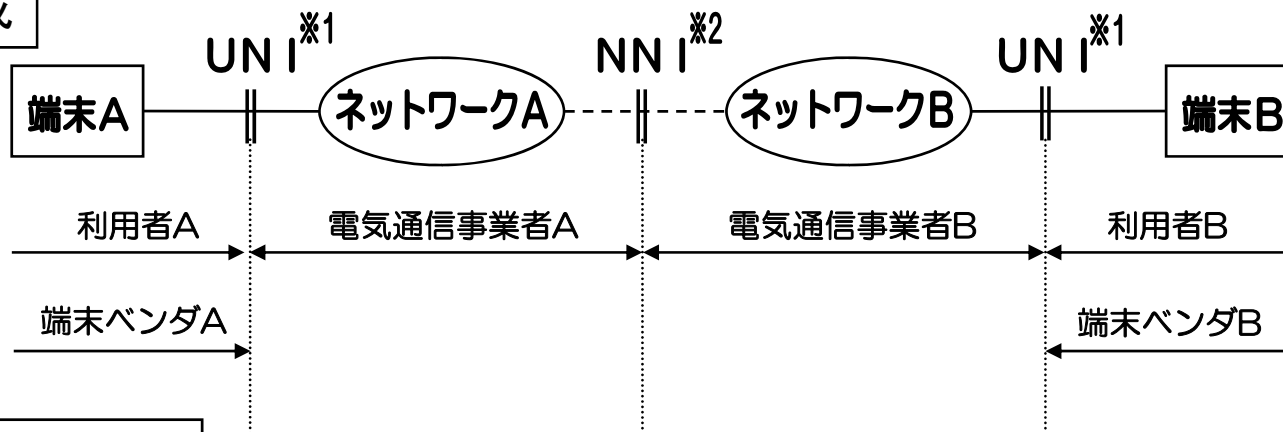 UNI※1 NNI※2 UNI※1
端末A ネットワークA ネットワークB 端末B
利用者A 電気通信事業者A 電気通信事業者B 利用者B
端末ベンダA 端末ベンダB